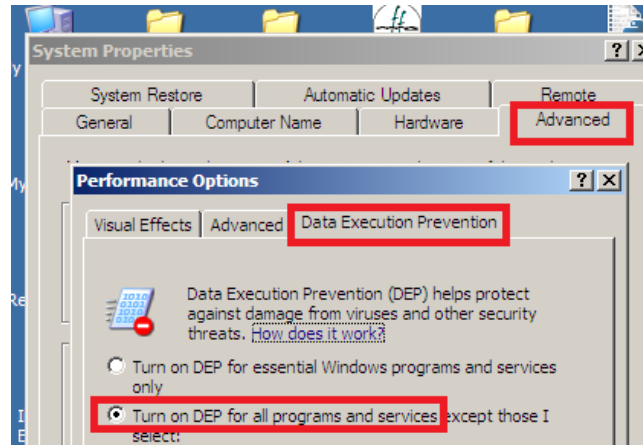 System Properties
System Restore Automatic Updates Remote
General Computer Name Hardware Advanced
Performance Options
Visual Effects Advanced Data Execution Prevention
Data Execution Prevention (DEP) helps protect
against damage from viruses and other security
threats. How does it work?
Turn on DEP for essential Windows programs and services
only
Turn on DEP for all programs and services except those I
select: